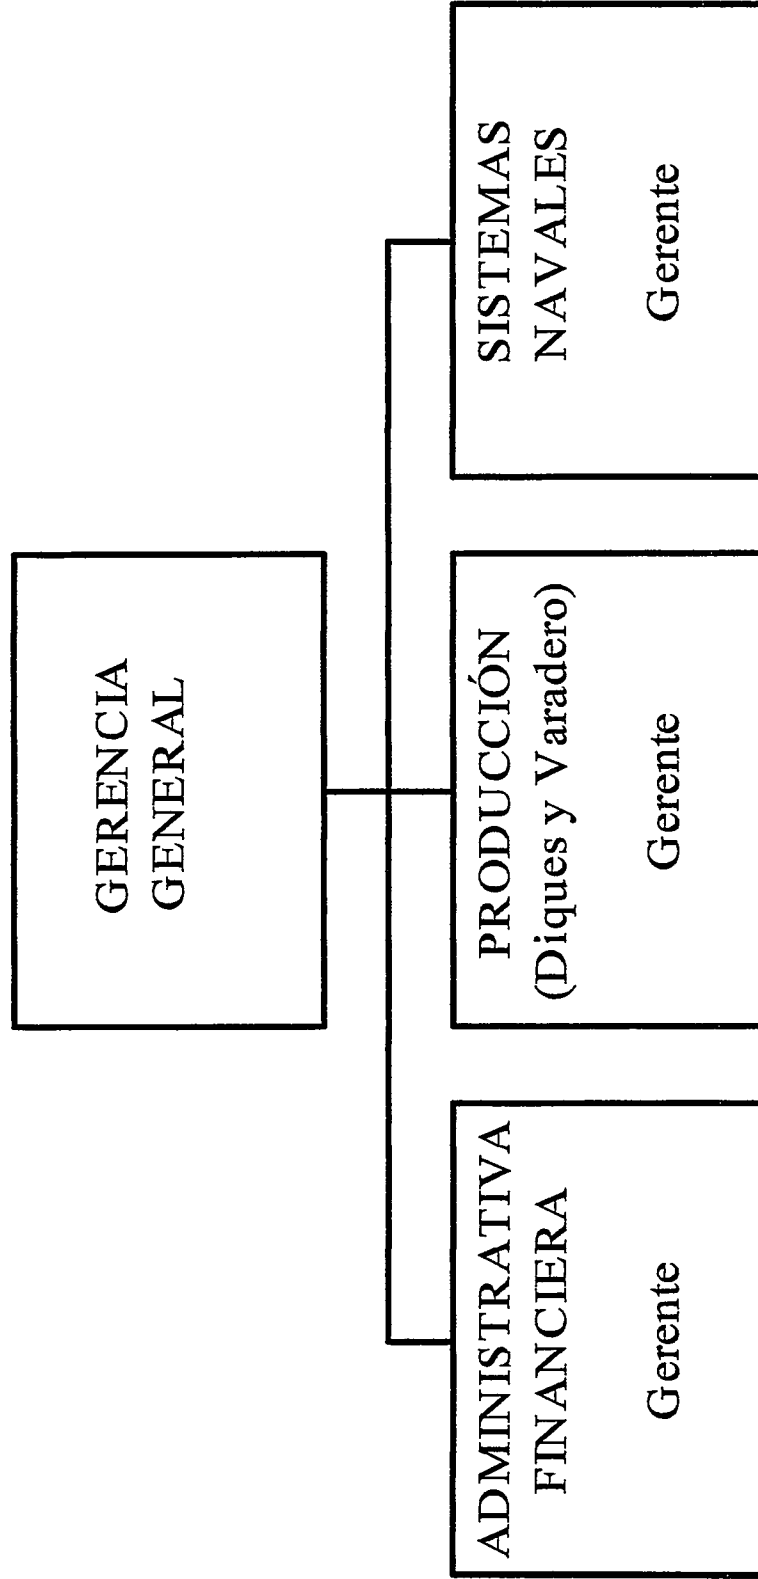 GERENCIA
GENERAL
ADMINISTRATIVA
FINANCIERA
Gerente
PRODUCCIÓN
(Diques y Varadero)
Gerente
SISTEMAS
NAVALES
Gerente